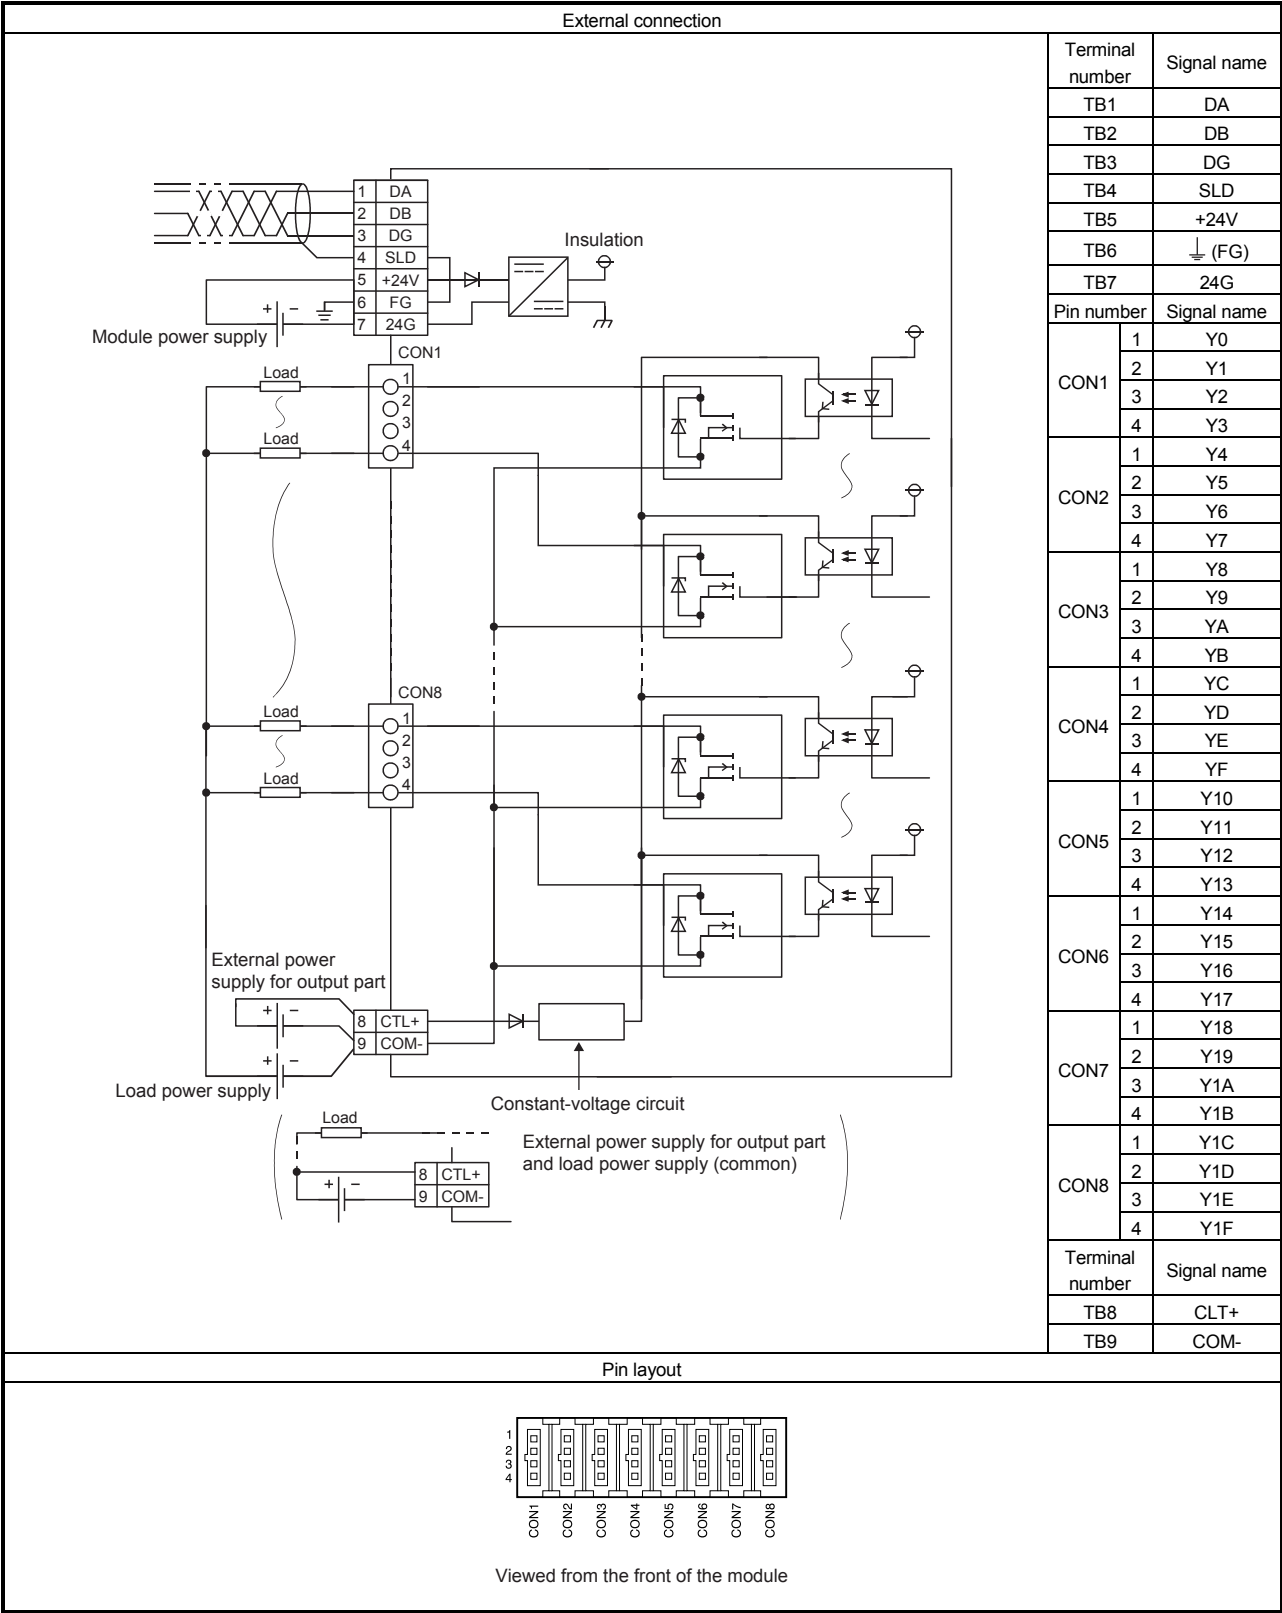 External connection
1 DA
2 DB
3 DG
4 SLD
5 +24V
6 FG
7 24G
Insulation
+ −
Module power supply
CON1
Load
1
2
3
4
Load
CON8
Load
1
2
3
4
Load
External power
supply for output part
+ −
8 CTL+
9 COM-
+ −
Load power supply
Constant-voltage circuit
Load
External power supply for output part
and load power supply (common)
8 CTL+
+ −
9 COM-
Terminal
number Signal name
TB1 DA
TB2 DB
TB3 DG
TB4 SLD
TB5 +24V
TB6 ⏚ (FG)
TB7 24G
Pin number Signal name
CON1
1 Y0
2 Y1
3 Y2
4 Y3
CON2
1 Y4
2 Y5
3 Y6
4 Y7
CON3
1 Y8
2 Y9
3 YA
4 YB
CON4
1 YC
2 YD
3 YE
4 YF
CON5
1 Y10
2 Y11
3 Y12
4 Y13
CON6
1 Y14
2 Y15
3 Y16
4 Y17
CON7
1 Y18
2 Y19
3 Y1A
4 Y1B
CON8
1 Y1C
2 Y1D
3 Y1E
4 Y1F
Terminal
number Signal name
TB8 CLT+
TB9 COM-
Pin layout
1
2
3
4
CON1 CON2 CON3 CON4 CON5 CON6 CON7 CON8
Viewed from the front of the module